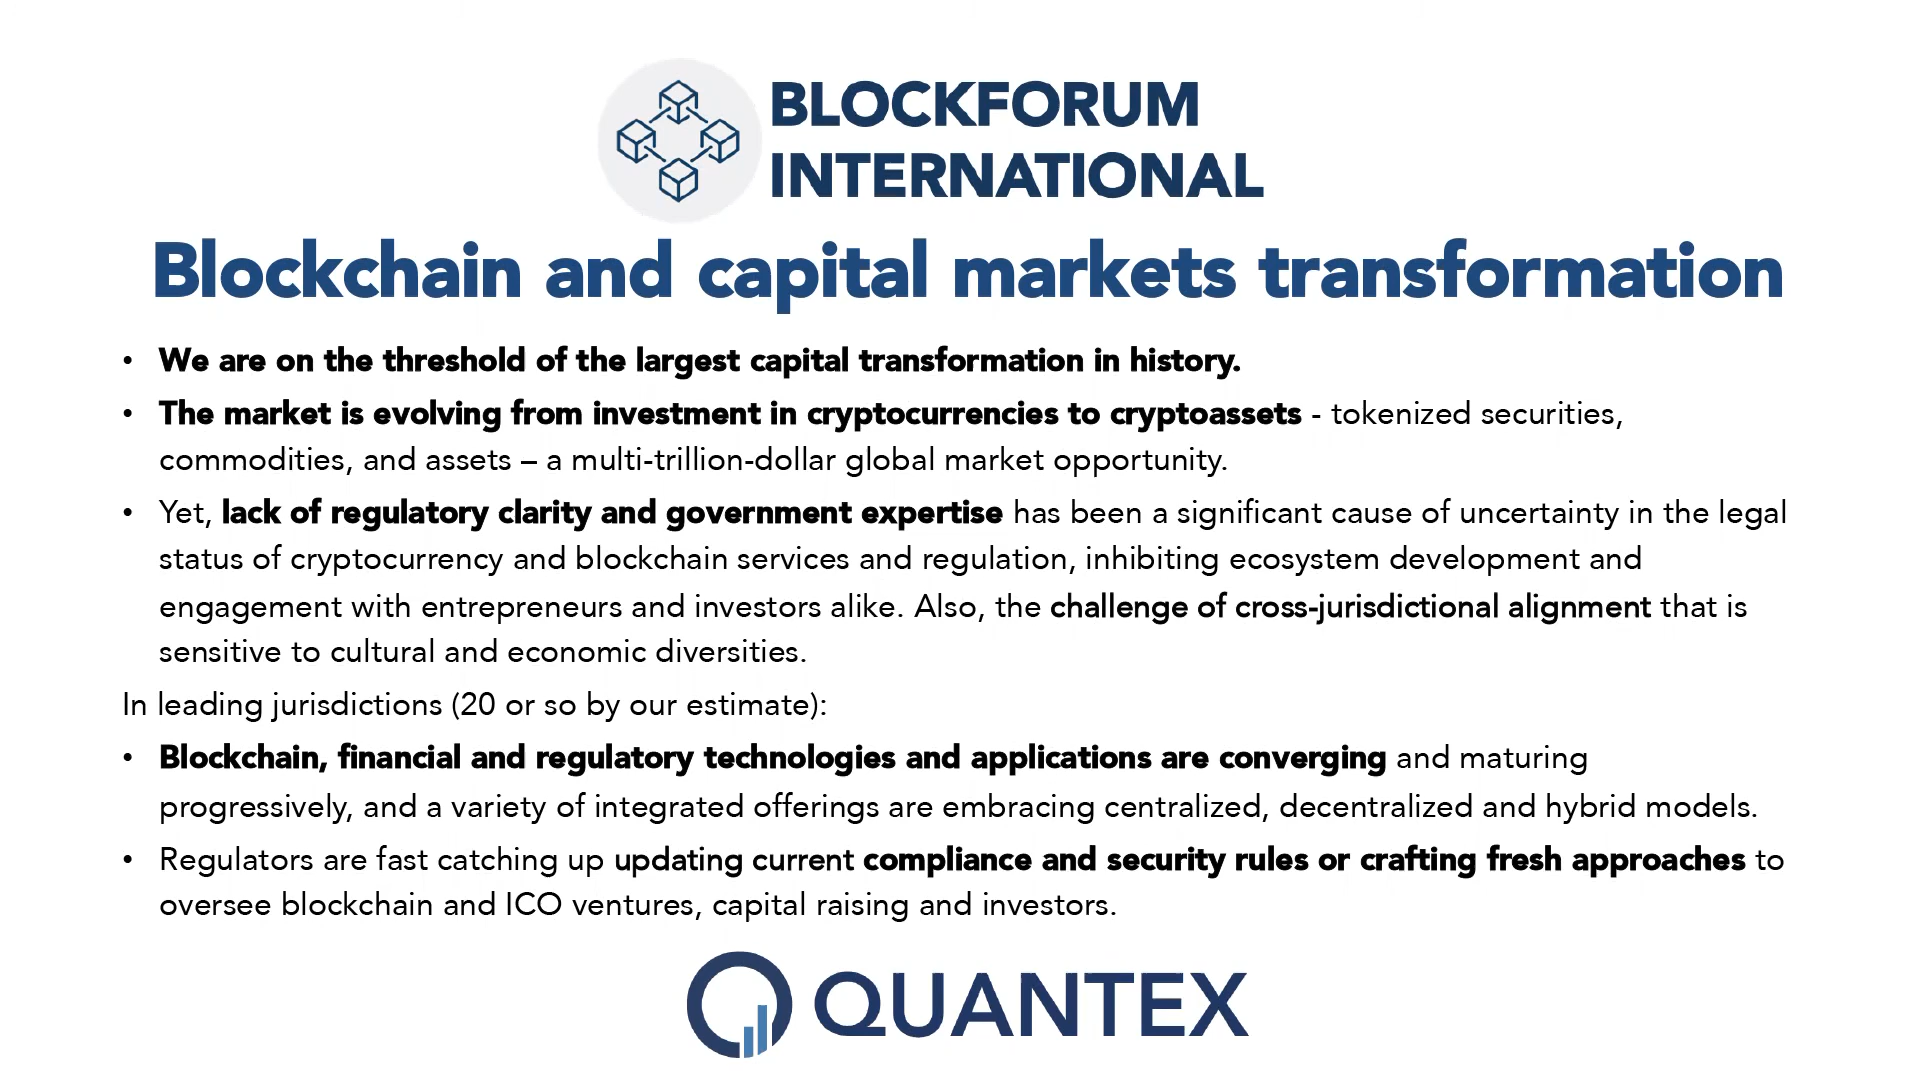 BLOCKFORUM
INTERNATIONAL
Blockchain and capital markets transformation
• We are on the threshold of the largest capital transformation in history.
• The market is evolving from investment in cryptocurrencies to cryptoassets - tokenized securities,
commodities, and assets – a multi-trillion-dollar global market opportunity.
• Yet, lack of regulatory clarity and government expertise has been a significant cause of uncertainty in the legal
status of cryptocurrency and blockchain services and regulation, inhibiting ecosystem development and
engagement with entrepreneurs and investors alike. Also, the challenge of cross-jurisdictional alignment that is
sensitive to cultural and economic diversities.
In leading jurisdictions (20 or so by our estimate):
• Blockchain, financial and regulatory technologies and applications are converging and maturing
progressively, and a variety of integrated offerings are embracing centralized, decentralized and hybrid models.
• Regulators are fast catching up updating current compliance and security rules or crafting fresh approaches to
oversee blockchain and ICO ventures, capital raising and investors.
QUANTEX